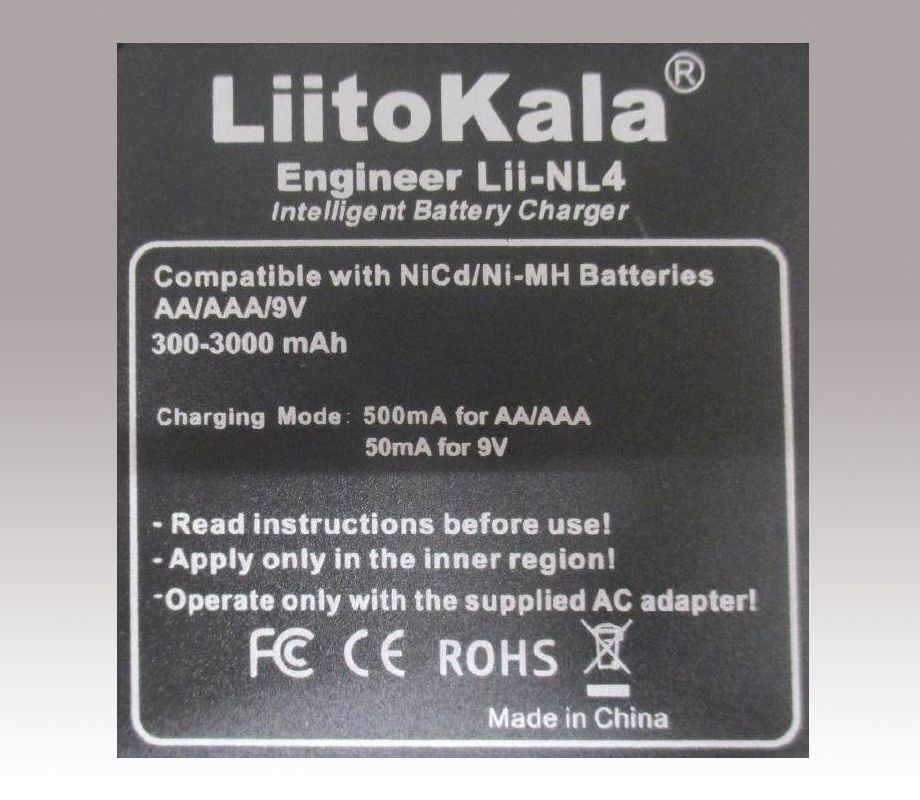 LiitoKala®
Engineer Lii-NL4
Intelligent Battery Charger
Compatible with NiCd/Ni-MH Batteries
AA/AAA/9V
300-3000 mAh
Charging Mode: 500mA for AA/AAA
50mA for 9V
- Read instructions before use!
- Apply only in the inner region!
-Operate only with the supplied AC adapter!
FC CE ROHS
Made in China